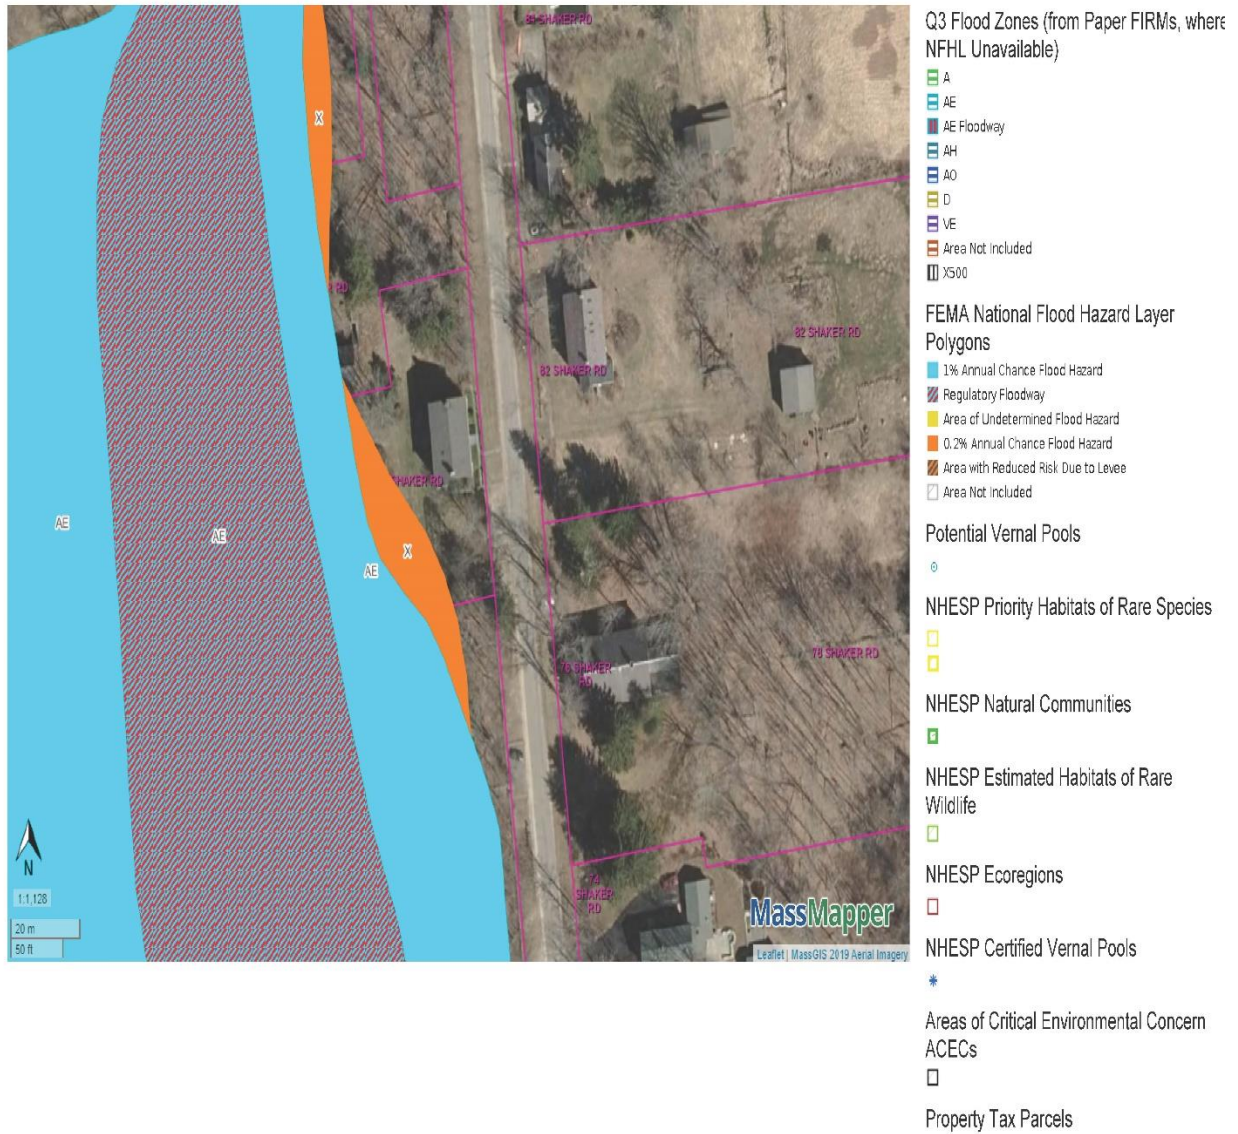 83 SHAKER RD
X
R RD
82 SHAKER RD
82 SHAKER RD
SHAKER RD
AE
AE
X
AE
78 SHAKER
RD
78 SHAKER RD
74
SHAKER
RD
N
1:1,128
20 m
50 ft
MassMapper
Leaflet | MassGIS 2019 Aerial Imagery
Q3 Flood Zones (from Paper FIRMs, where
NFHL Unavailable)
A
AE
AE Floodway
AH
AO
D
VE
Area Not Included
X500
FEMA National Flood Hazard Layer
Polygons
1% Annual Chance Flood Hazard
Regulatory Floodway
Area of Undetermined Flood Hazard
0.2% Annual Chance Flood Hazard
Area with Reduced Risk Due to Levee
Area Not Included
Potential Vernal Pools
NHESP Priority Habitats of Rare Species
NHESP Natural Communities
NHESP Estimated Habitats of Rare
Wildlife
NHESP Ecoregions
NHESP Certified Vernal Pools
Areas of Critical Environmental Concern
ACECs
Property Tax Parcels